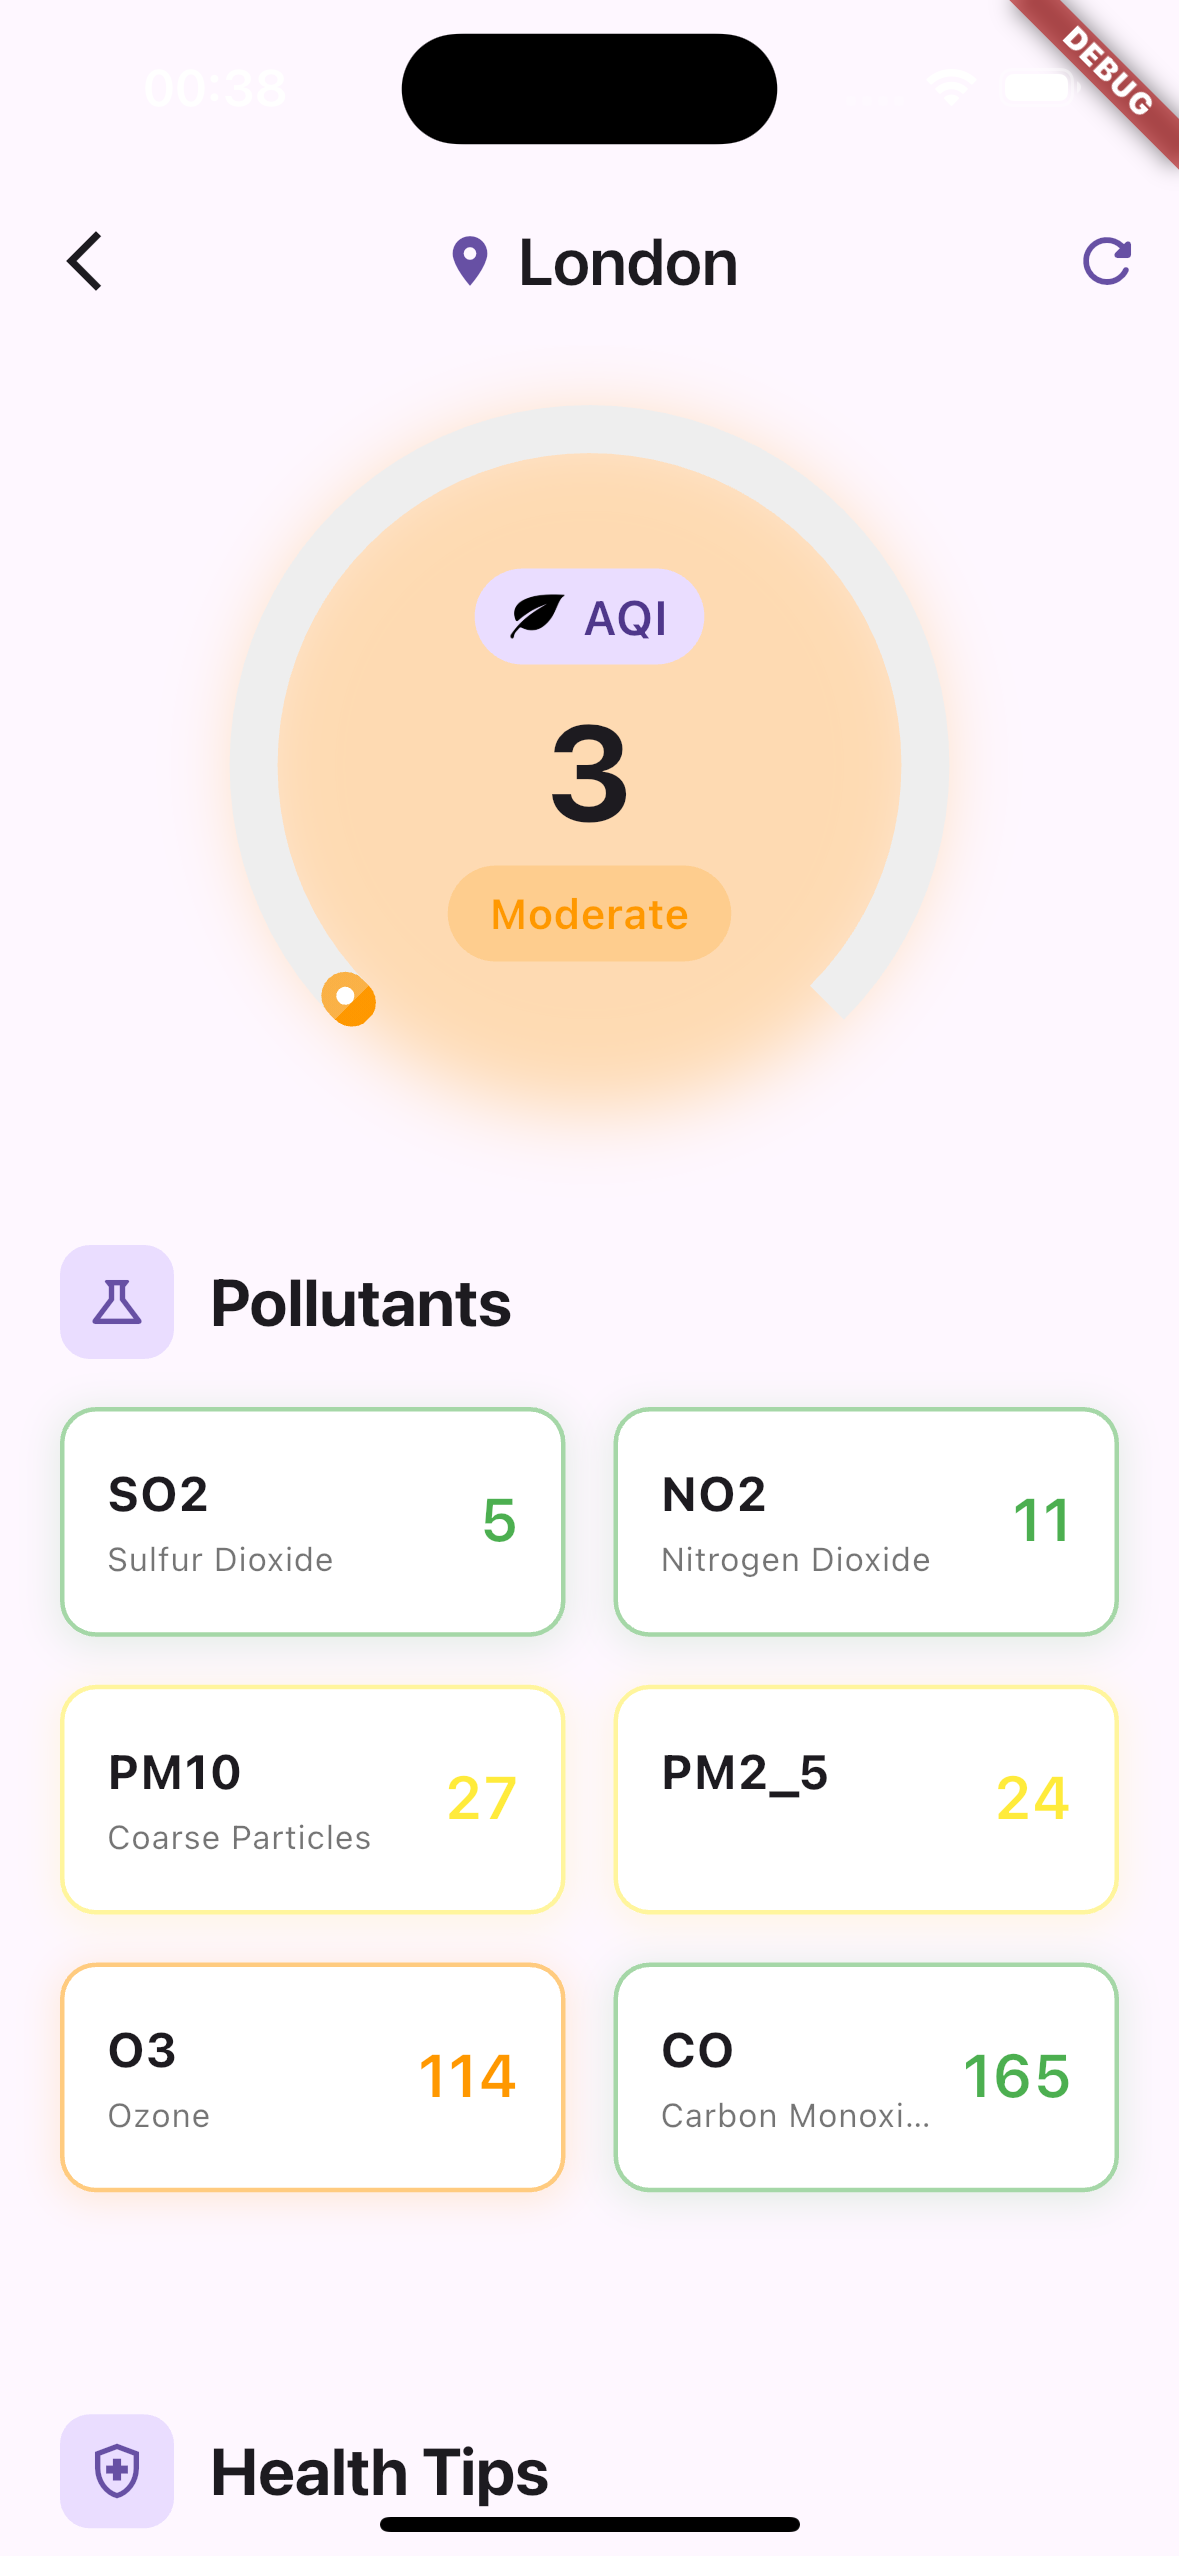 00:38
DEBUG
London
AQI
3
Moderate
Pollutants
SO2
Sulfur Dioxide
5
NO2
Nitrogen Dioxide
11
PM10
Coarse Particles
27
PM2_5
24
O3
Ozone
114
CO
Carbon Monoxi...
165
Health Tips